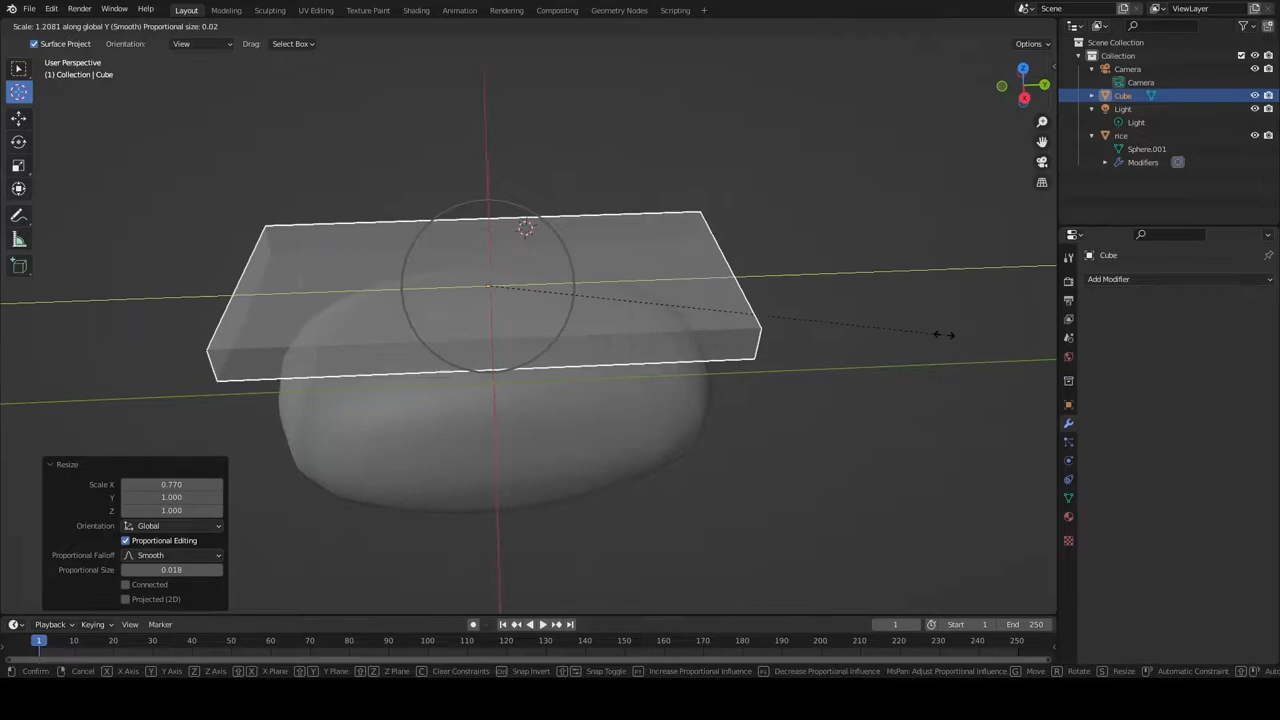 File Edit Render Window Help Layout Modeling Sculpting UV Editing Texture Paint Shading Animation Rendering Compositing Geometry Nodes Scripting + Scene ViewLayer
Scale: 1.2081 along global Y (Smooth) Proportional size: 0.02
Surface Project Orientation: View Drag: Select Box Options
User Perspective
(1) Collection | Cube
Z
Y
X
Scene Collection
Collection
Camera
Camera
Cube
Light
Light
rice
Sphere.001
Modifiers
Cube
Add Modifier
Resize
Scale X 0.770
Y 1.000
Z 1.000
Orientation Global
Proportional Editing
Proportional Falloff Smooth
Proportional Size 0.018
Connected
Projected (2D)
Playback Keying View Marker 1 Start 1 End 250
1 10 20 30 40 50 60 70 80 90 100 110 120 130 140 150 160 170 180 190 200 210 220 230 240 250
Confirm Cancel X X Axis Y Y Axis Z Z Axis X X Plane Y Y Plane Z Z Plane C Clear Constraints Snap Invert Snap Toggle Increase Proportional Influence Decrease Proportional Influence MsPan: Adjust Proportional Influence G Move R Rotate S Resize Automatic Constraint Automatic